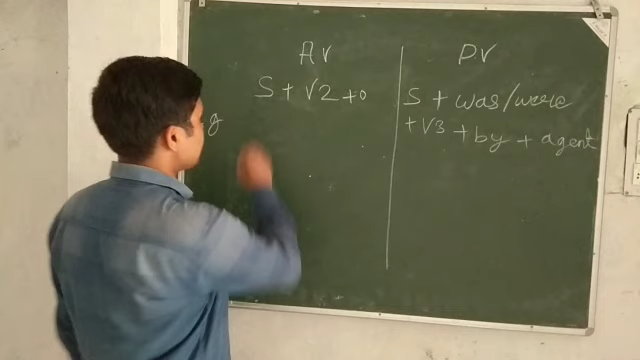 AV
PV
S + V2 + o
S + was/were
+ V3 + by + agent
g